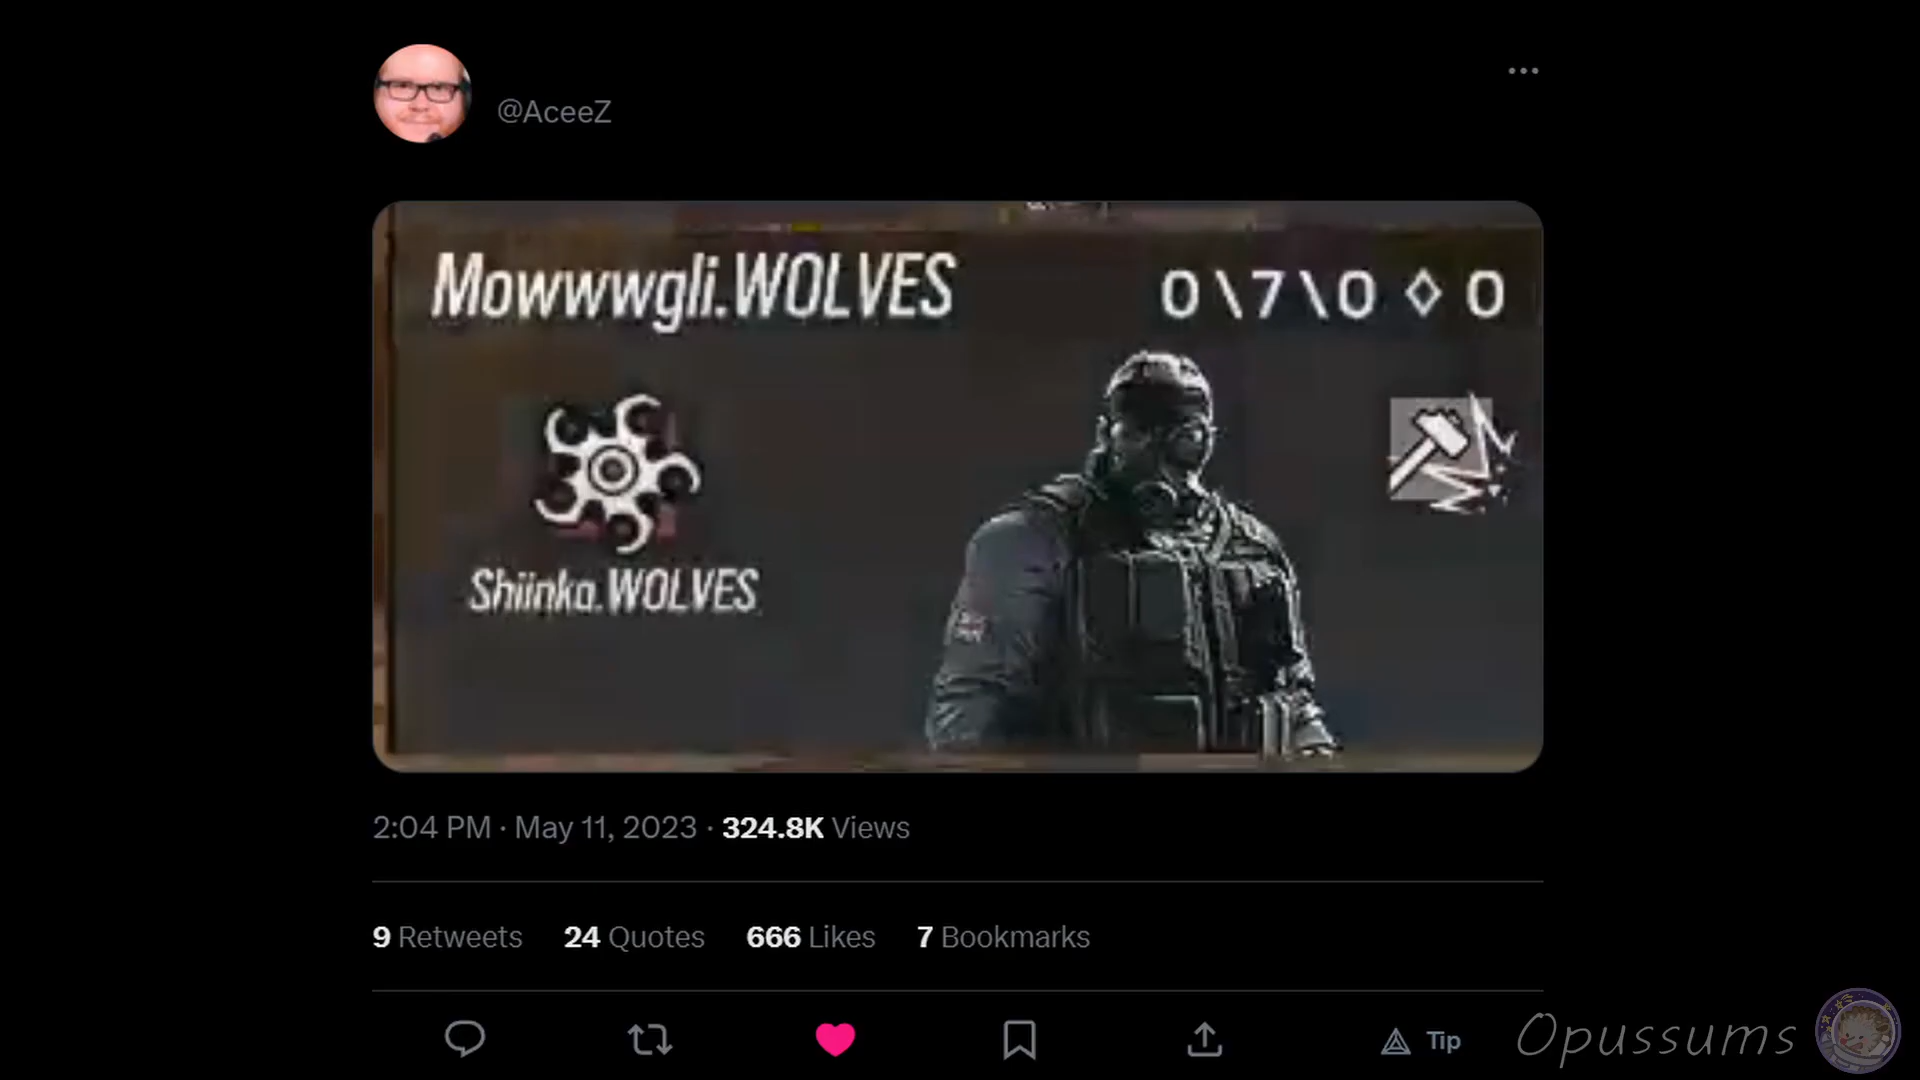 @AceeZ
Mowwwgli.WOLVES 0\7\0 ◇ 0
Shiinka.WOLVES
2:04 PM · May 11, 2023 · 324.8K Views
9 Retweets 24 Quotes 666 Likes 7 Bookmarks
Tip
Opussums